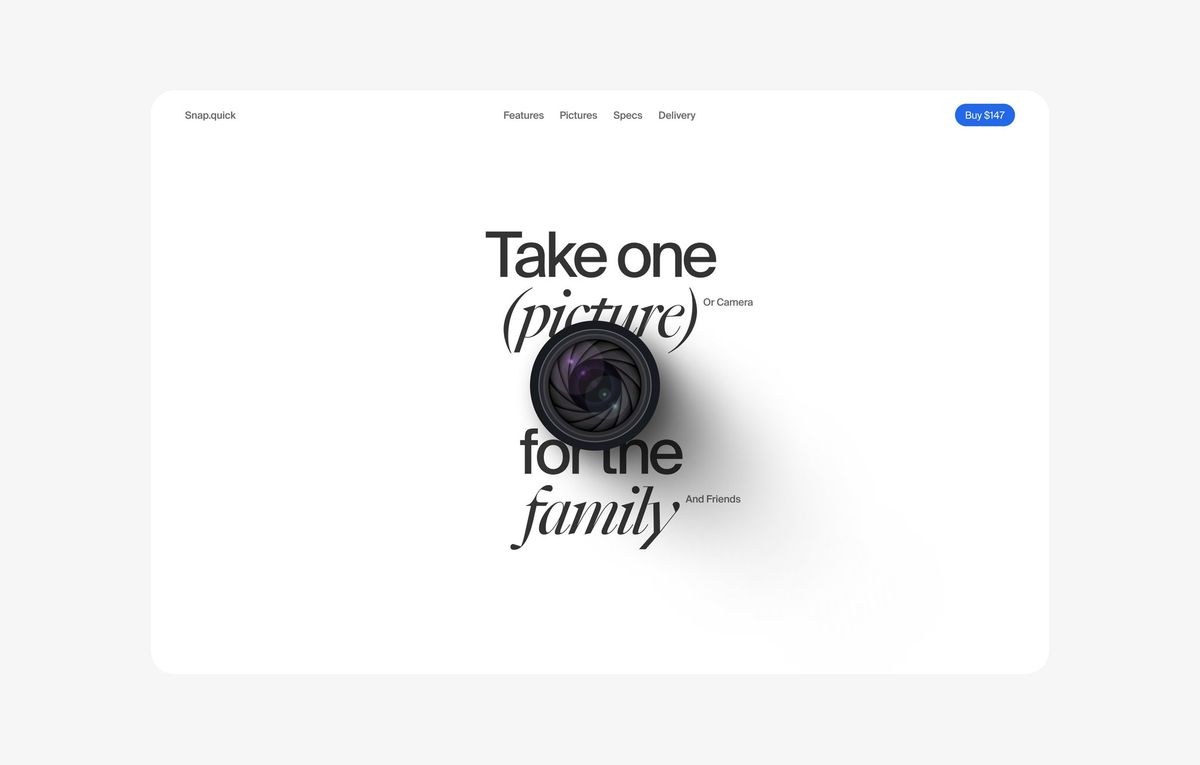 Snap.quick
Features Pictures Specs Delivery
Buy $147
Take one
(picture) Or Camera
for the
family And Friends